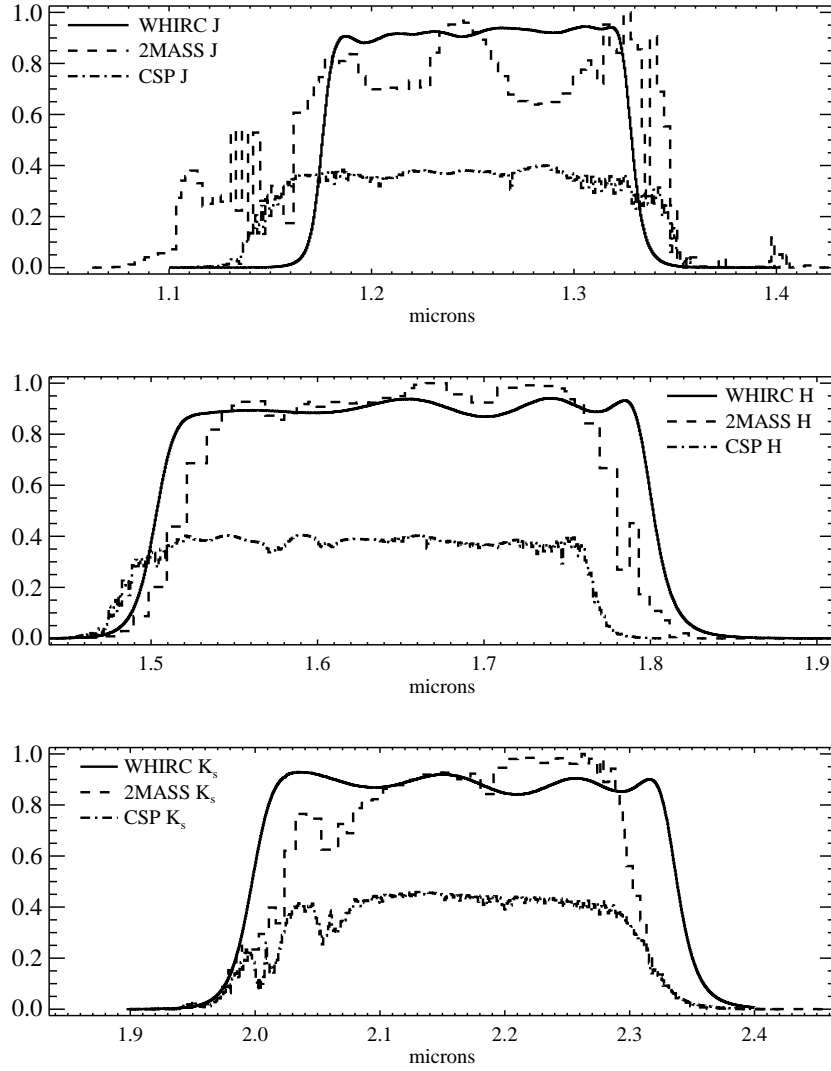 WHIRC J
2MASS J
CSP J
1.0
0.8
0.6
0.4
0.2
0.0
1.1 1.2 1.3 1.4
microns
WHIRC H
2MASS H
CSP H
1.0
0.8
0.6
0.4
0.2
0.0
1.5 1.6 1.7 1.8 1.9
microns
WHIRC Ks
2MASS Ks
CSP Ks
1.0
0.8
0.6
0.4
0.2
0.0
1.9 2.0 2.1 2.2 2.3 2.4
microns